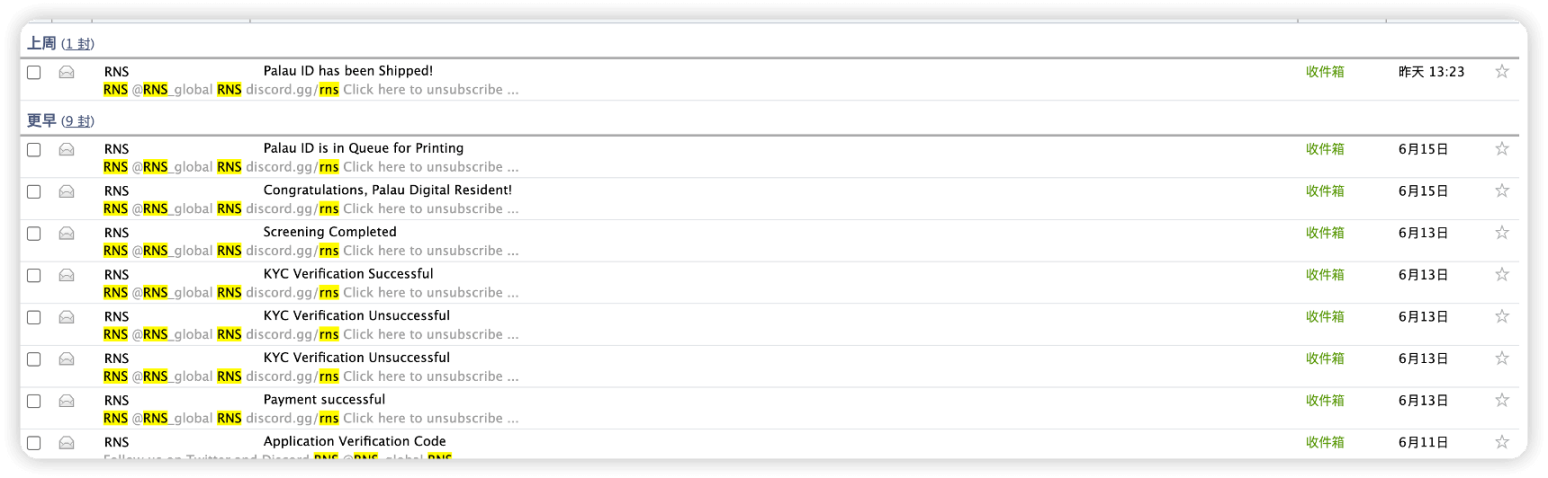 上周 (1 封)
RNS Palau ID has been Shipped! 收件箱 昨天 13:23
RNS @RNS_global RNS discord.gg/rns Click here to unsubscribe ...
更早 (9 封)
RNS Palau ID is in Queue for Printing 收件箱 6月15日
RNS @RNS_global RNS discord.gg/rns Click here to unsubscribe ...
RNS Congratulations, Palau Digital Resident! 收件箱 6月15日
RNS @RNS_global RNS discord.gg/rns Click here to unsubscribe ...
RNS Screening Completed 收件箱 6月13日
RNS @RNS_global RNS discord.gg/rns Click here to unsubscribe ...
RNS KYC Verification Successful 收件箱 6月13日
RNS @RNS_global RNS discord.gg/rns Click here to unsubscribe ...
RNS KYC Verification Unsuccessful 收件箱 6月13日
RNS @RNS_global RNS discord.gg/rns Click here to unsubscribe ...
RNS KYC Verification Unsuccessful 收件箱 6月13日
RNS @RNS_global RNS discord.gg/rns Click here to unsubscribe ...
RNS Payment successful 收件箱 6月13日
RNS @RNS_global RNS discord.gg/rns Click here to unsubscribe ...
RNS Application Verification Code 收件箱 6月11日
Follow us on Twitter and Discord RNS @RNS_global RNS